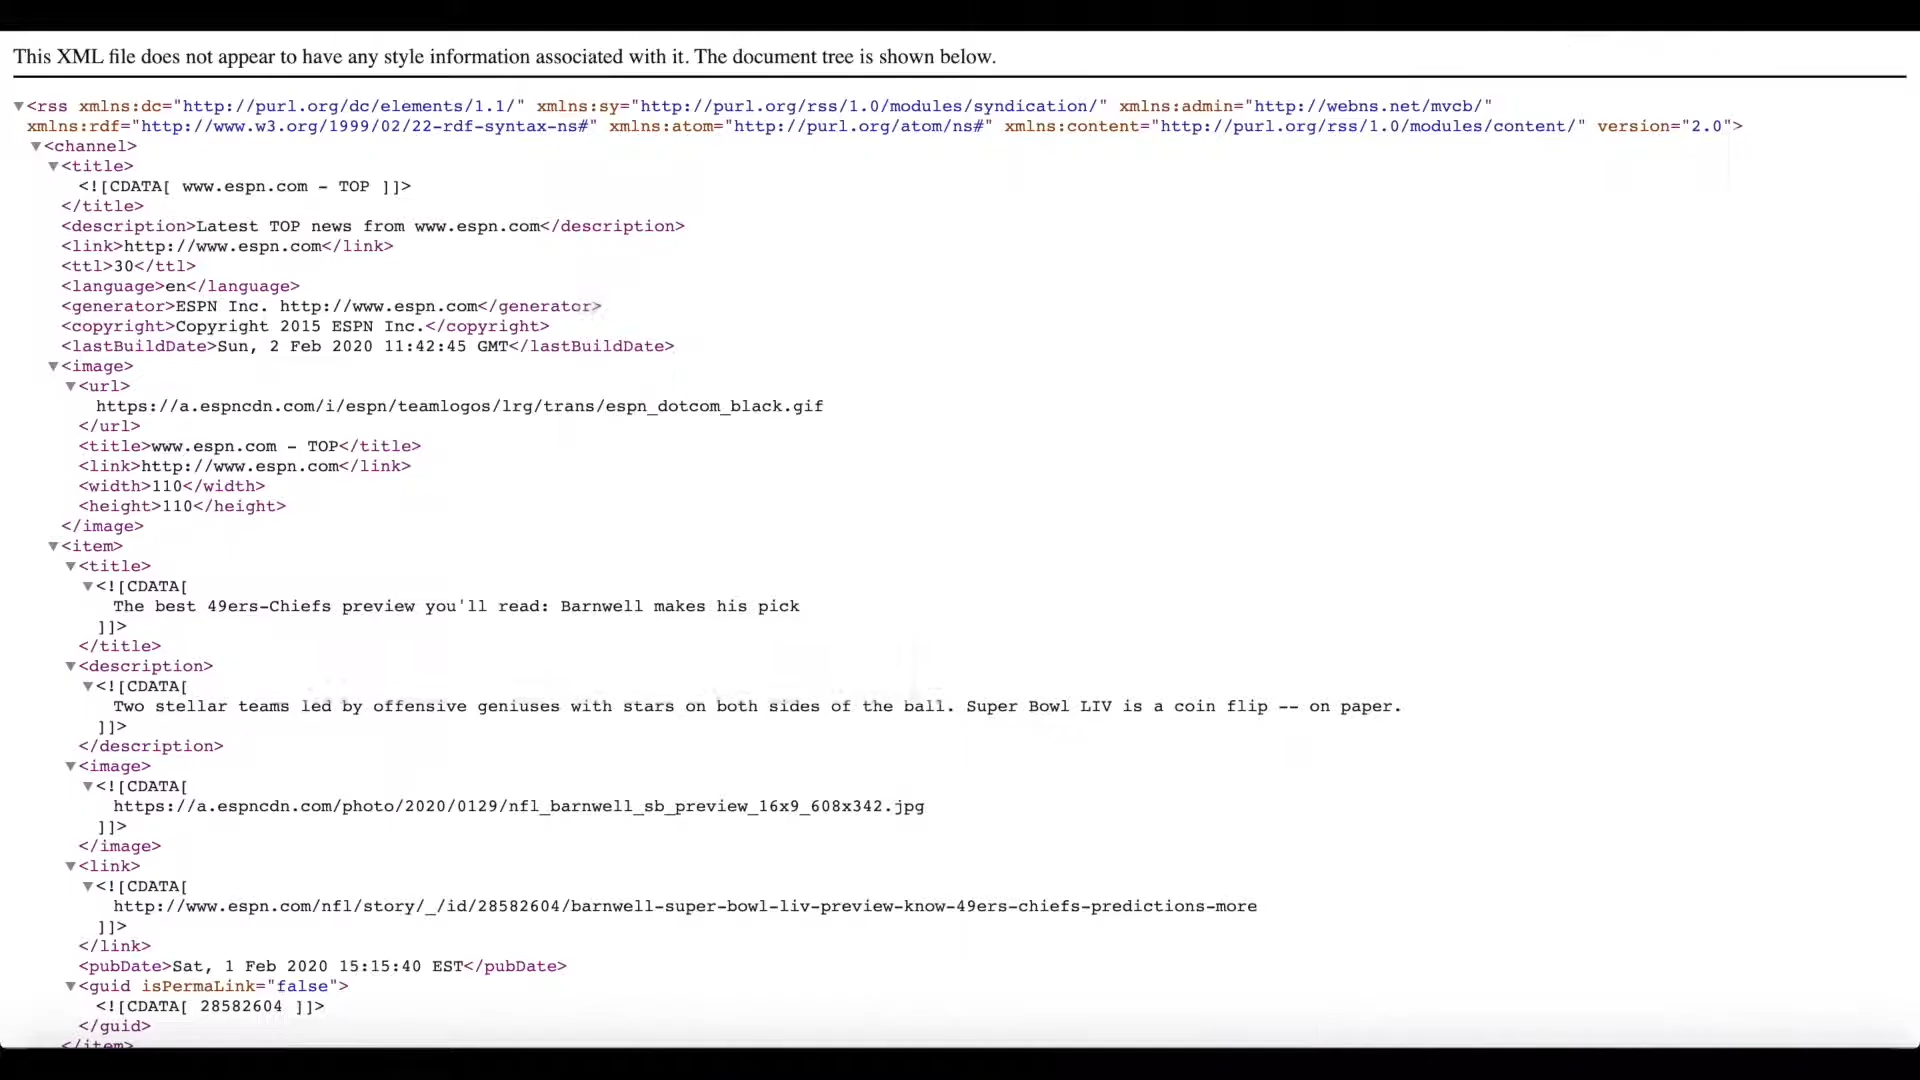 This XML file does not appear to have any style information associated with it. The document tree is shown below.
<rss xmlns:dc="http://purl.org/dc/elements/1.1/" xmlns:sy="http://purl.org/rss/1.0/modules/syndication/" xmlns:admin="http://webns.net/mvcb/"
xmlns:rdf="http://www.w3.org/1999/02/22-rdf-syntax-ns#" xmlns:atom="http://purl.org/atom/ns#" xmlns:content="http://purl.org/rss/1.0/modules/content/" version="2.0">
<channel>
<title>
<![CDATA[ www.espn.com - TOP ]]>
</title>
<description>Latest TOP news from www.espn.com</description>
<link>http://www.espn.com</link>
<ttl>30</ttl>
<language>en</language>
<generator>ESPN Inc. http://www.espn.com</generator>
<copyright>Copyright 2015 ESPN Inc.</copyright>
<lastBuildDate>Sun, 2 Feb 2020 11:42:45 GMT</lastBuildDate>
<image>
<url>
https://a.espncdn.com/i/espn/teamlogos/lrg/trans/espn_dotcom_black.gif
</url>
<title>www.espn.com - TOP</title>
<link>http://www.espn.com</link>
<width>110</width>
<height>110</height>
</image>
<item>
<title>
<![CDATA[
The best 49ers-Chiefs preview you'll read: Barnwell makes his pick
]]>
</title>
<description>
<![CDATA[
Two stellar teams led by offensive geniuses with stars on both sides of the ball. Super Bowl LIV is a coin flip -- on paper.
]]>
</description>
<image>
<![CDATA[
https://a.espncdn.com/photo/2020/0129/nfl_barnwell_sb_preview_16x9_608x342.jpg
]]>
</image>
<link>
<![CDATA[
http://www.espn.com/nfl/story/_/id/28582604/barnwell-super-bowl-liv-preview-know-49ers-chiefs-predictions-more
]]>
</link>
<pubDate>Sat, 1 Feb 2020 15:15:40 EST</pubDate>
<guid isPermaLink="false">
<![CDATA[ 28582604 ]]>
</guid>
</item>